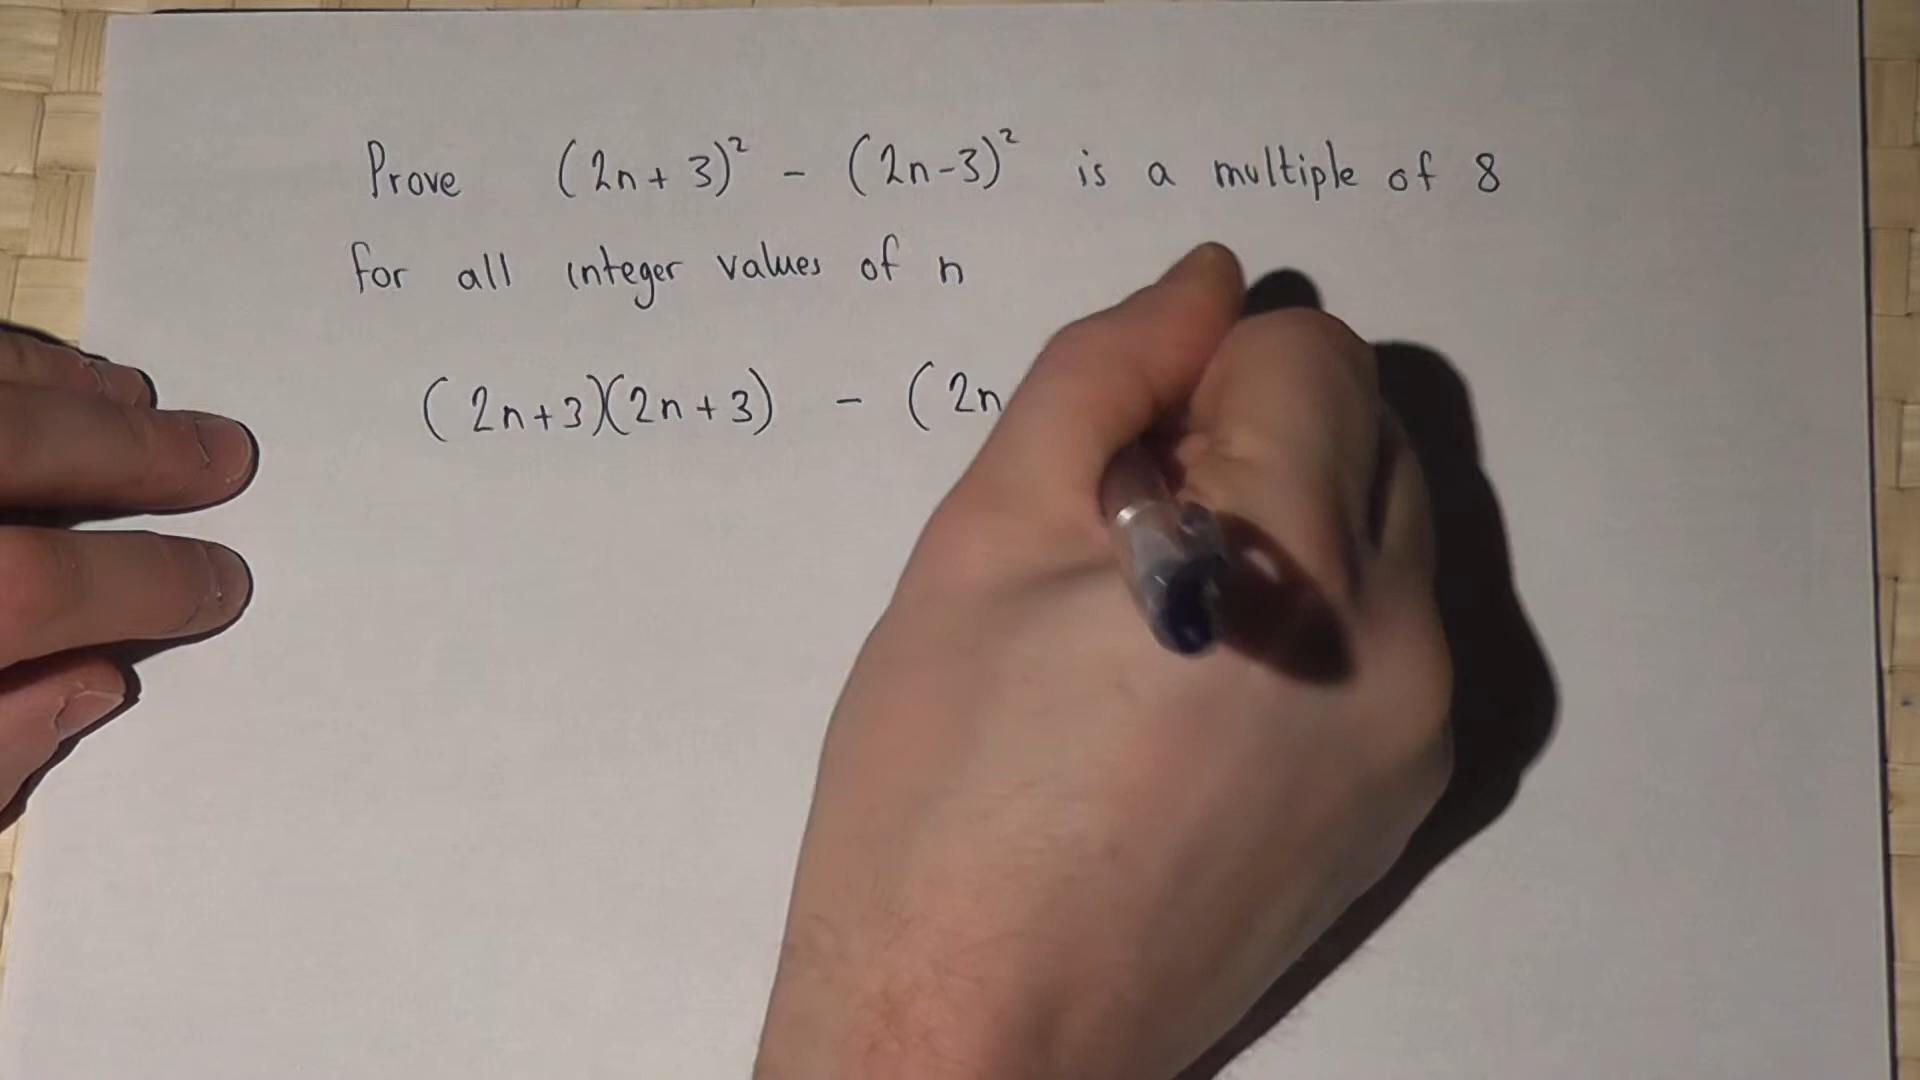 Prove (2n+3)² - (2n-3)² is a multiple of 8
for all integer values of n
(2n+3)(2n+3) - (2n